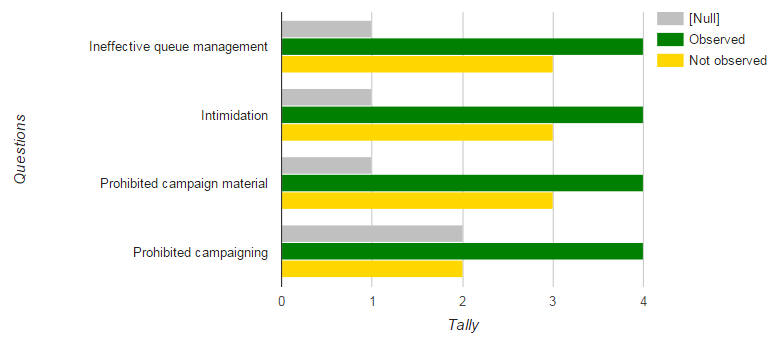 [Null]
Observed
Not observed
Questions
Ineffective queue management
Intimidation
Prohibited campaign material
Prohibited campaigning
0 1 2 3 4
Tally